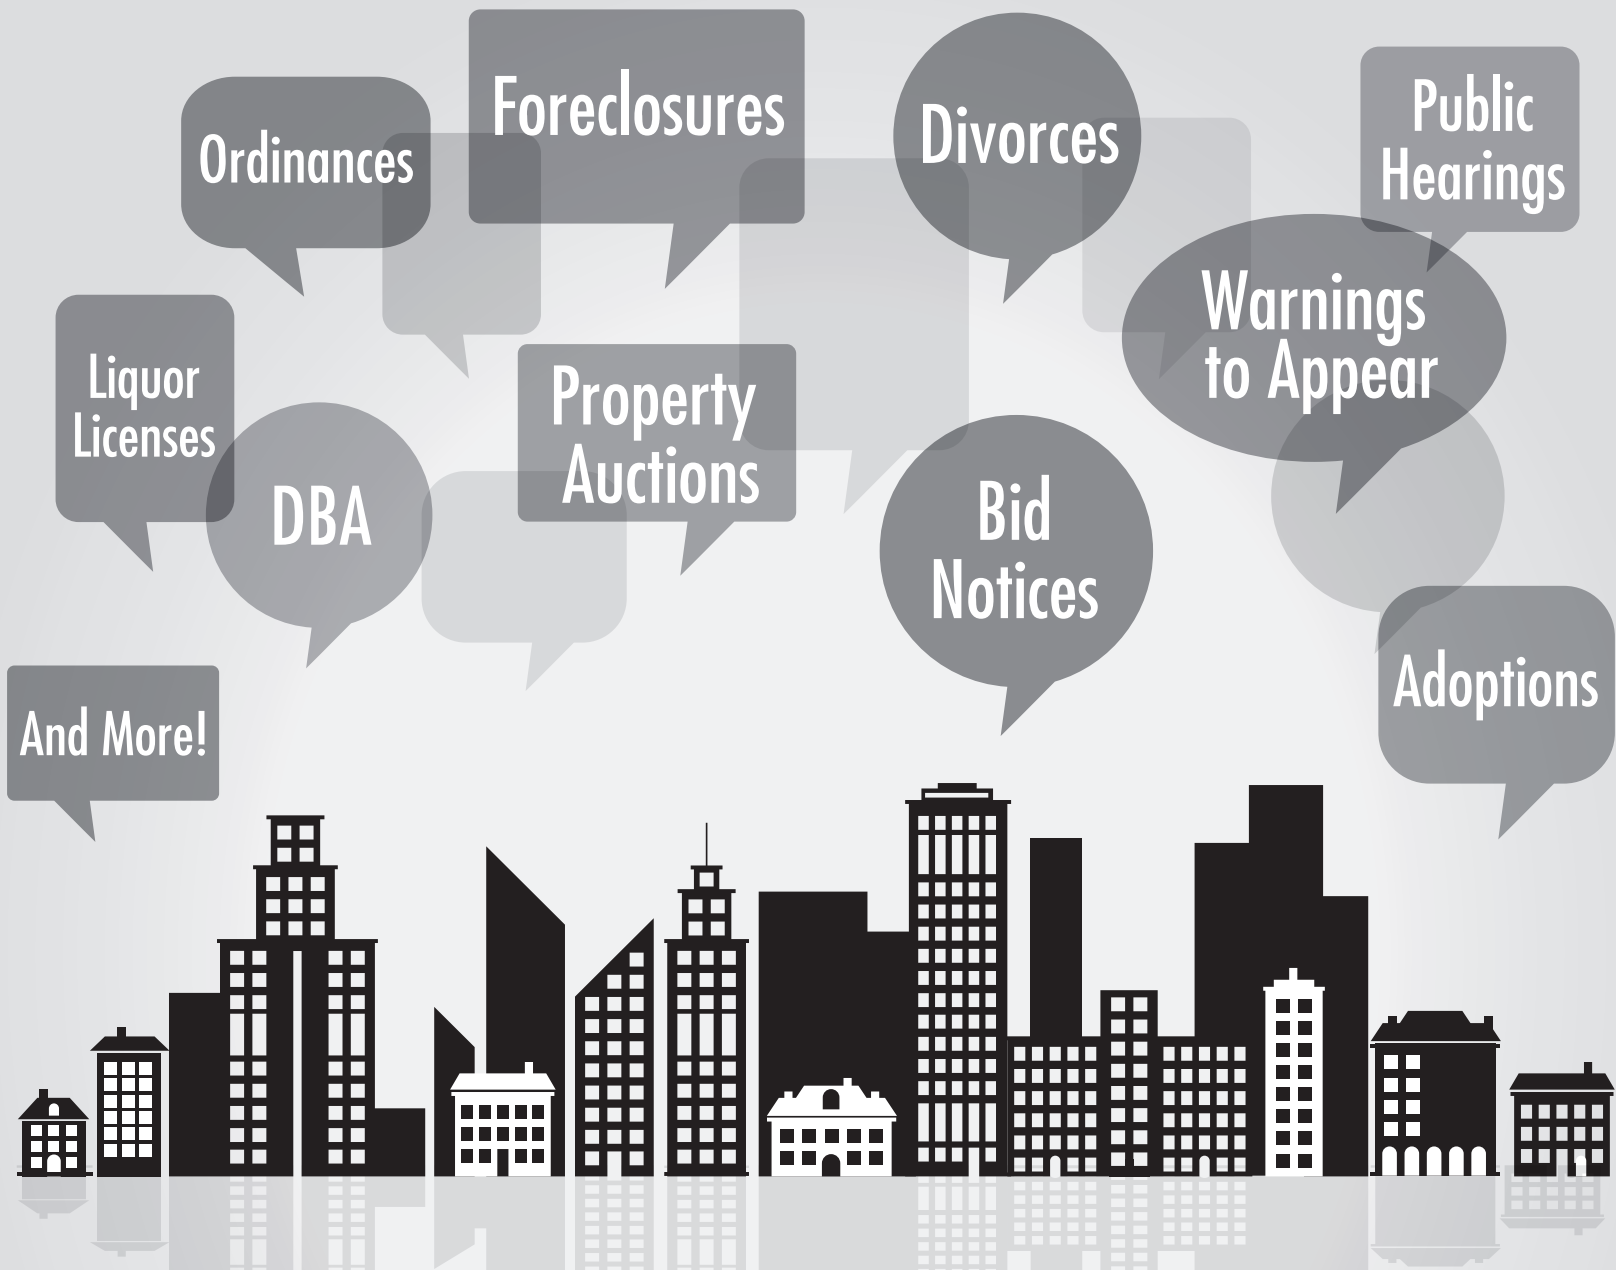 Foreclosures
Ordinances
Divorces
Public
Hearings
Warnings
to Appear
Liquor
Licenses
DBA
Property
Auctions
Bid
Notices
Adoptions
And More!